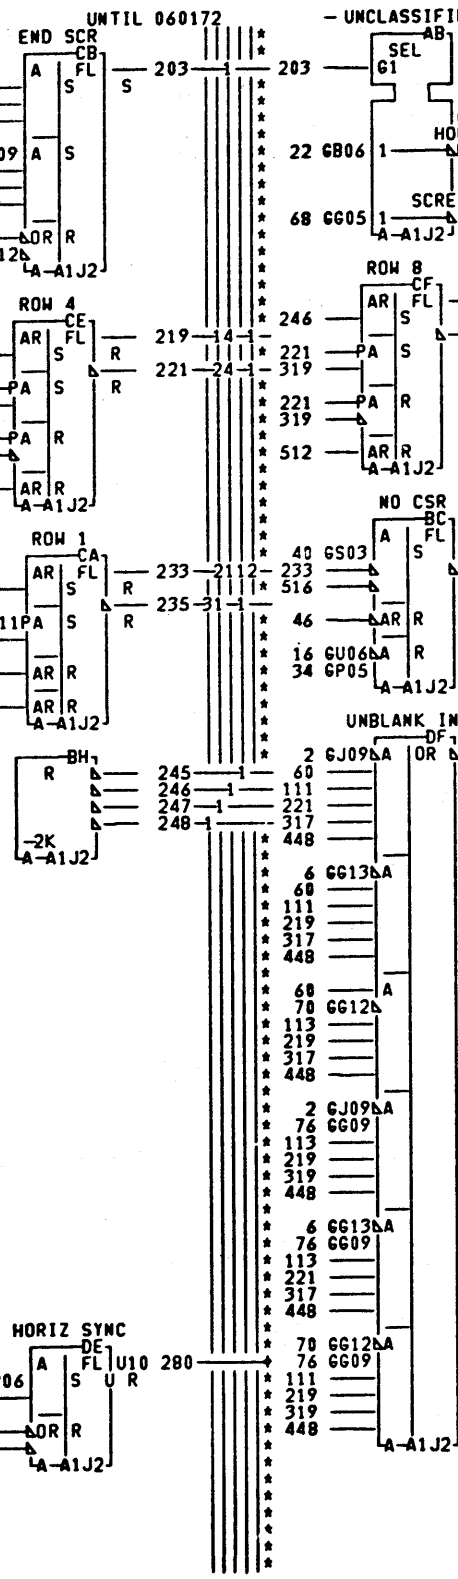 UNTIL 060172 - UNCLASSIFI
END SCR AB
CB SEL
A FL 203 1 203 G1
S S
HO
09 A S 22 GB06 1
SCRE
68 GG05 1
OR R A-A1J2
12
A-A1J2
ROW 8
CF
AR FL
ROW 4 246 S
CE
AR FL 219 14 1
S R 221 PA S
221 24 1 319
PA S R
221 PA R
319
PA R
512 AR R
A-A1J2
AR R
A-A1J2 NO CSR
BC
A FL
ROW 1 40 GS03 S
CA
AR FL 233 2112 233
S R 516
235 31 1
11PA S R 46 AR R
16 GU06 A R
AR R 34 GP05
A-A1J2
AR R
A-A1J2 UNBLANK IN
DF
BH 2 GJ09 A OR
R 245 1 60
246 1 111
247 1 221
248 1 317
-2K 448
A-A1J2
6 GG13 A
60
111
219
317
448
60 A
70 GG12
113
219
317
448
2 GJ09 A
76 GG09
113
219
319
448
6 GG13 A
76 GG09
113
221
317
448
HORIZ SYNC
DE 70 GG12 A
A FL U10 280 76 GG09
06 S U R 111
219
319
OR R 448
A-A1J2
A-A1J2